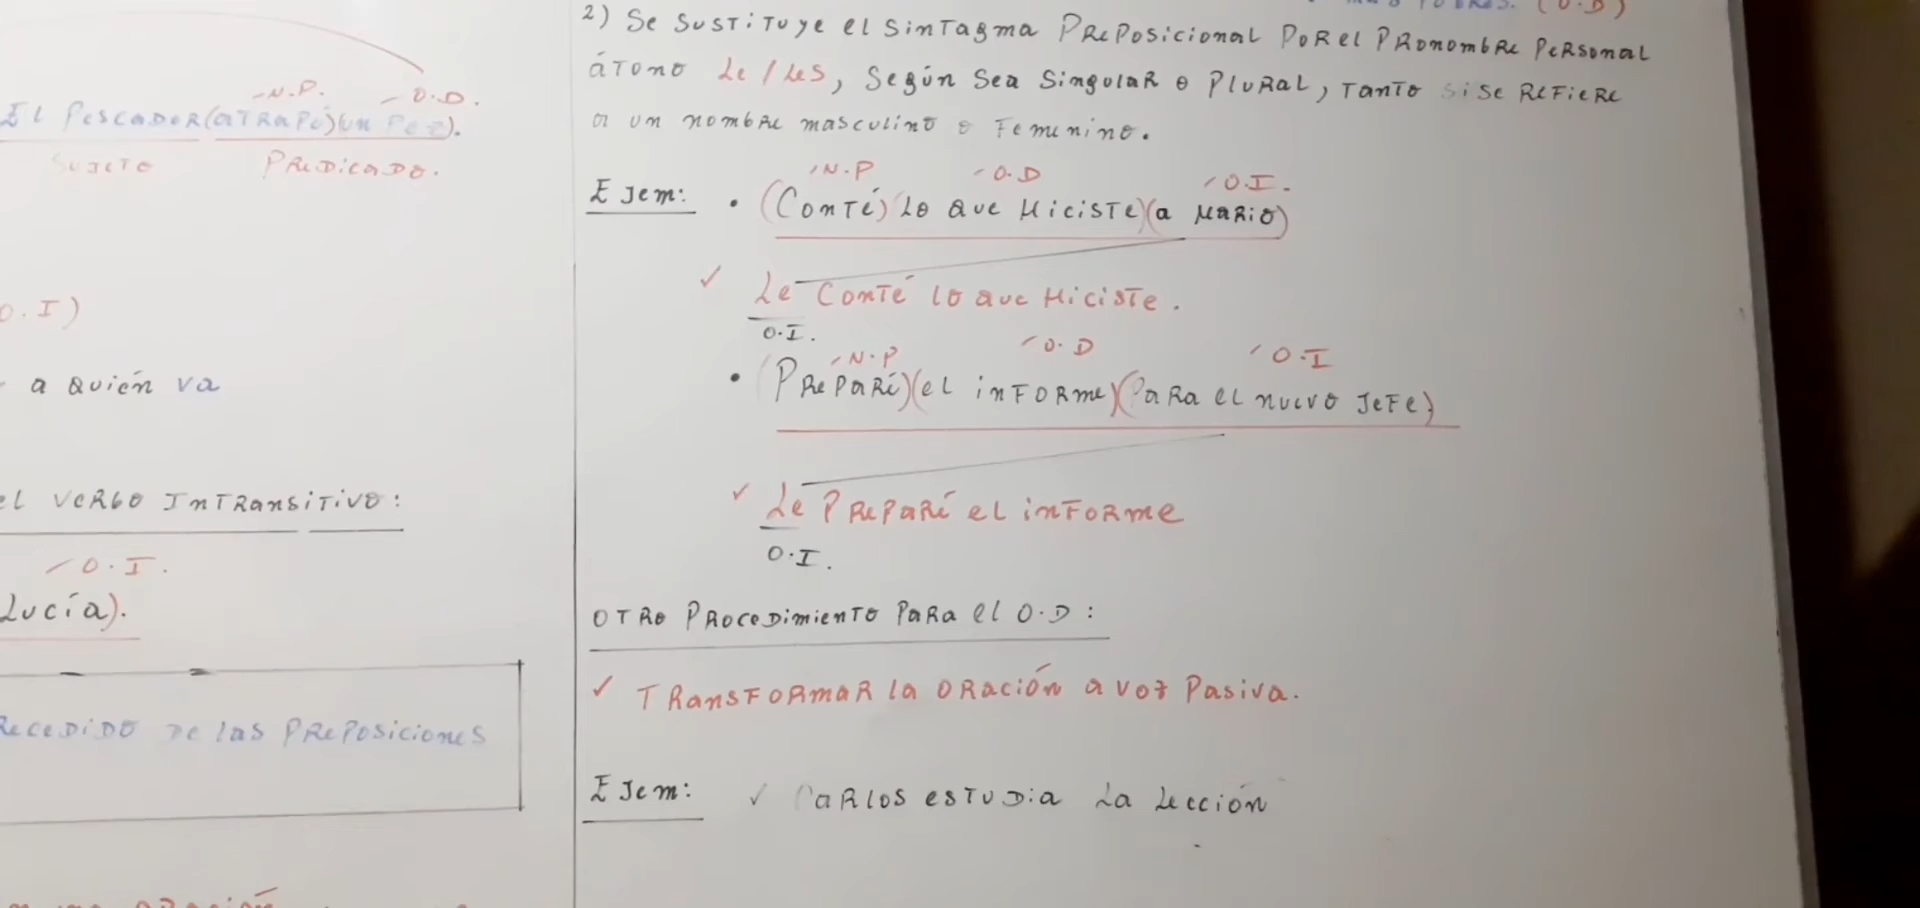 -N.P. - O.D.
El Pescador (atrapó) (un Pez).
Sujeto Predicado.
O.I)
a quién va
el verbo Intransitivo:
- O.I.
Lucía).
Precedido de las Preposiciones
oración
(O.D)
2) Se sustituye el sintagma Preposicional Por el Pronombre Personal
átono Le / Les, Según Sea Singular o Plural, Tanto si se Refiere
a un nombre masculino o Femenino.
N.P - O.D - O.I.
Ejem: • (Conté) (Lo que Hiciste) (a Mario)
✓ Le Conté lo que Hiciste.
O.I.
N.P - O.D - O.I
• (Preparé) (el inForme) (Para el nuevo JeFe)
✓ Le Preparé el inForme
O.I.
Otro Procedimiento Para el O.D:
✓ TransFormar la oración a voz Pasiva.
Ejem: ✓ Carlos estudia La Lección